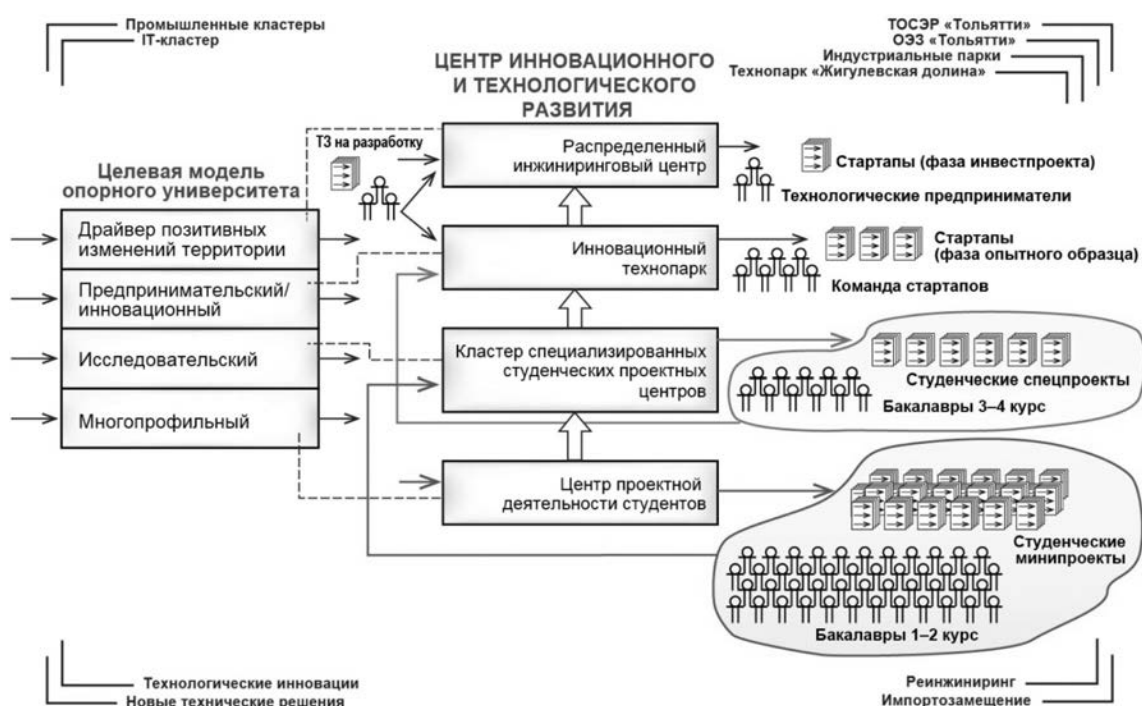 Промышленные кластеры
IT-кластер
ТОСЭР «Тольятти»
ОЭЗ «Тольятти»
Индустриальные парки
Технопарк «Жигулевская долина»
ЦЕНТР ИННОВАЦИОННОГО
И ТЕХНОЛОГИЧЕСКОГО
РАЗВИТИЯ
Целевая модель
опорного университета
Драйвер позитивных
изменений территории
Предпринимательский/
инновационный
Исследовательский
Многопрофильный
ТЗ на разработку
Распределенный
инжиниринговый центр
Инновационный
технопарк
Кластер специализированных
студенческих проектных
центров
Центр проектной
деятельности студентов
Стартапы (фаза инвестпроекта)
Технологические предприниматели
Стартапы
(фаза опытного образца)
Команда стартапов
Студенческие спецпроекты
Бакалавры 3–4 курс
Студенческие
минипроекты
Бакалавры 1–2 курс
Технологические инновации
Новые технические решения
Реинжиниринг
Импортозамещение